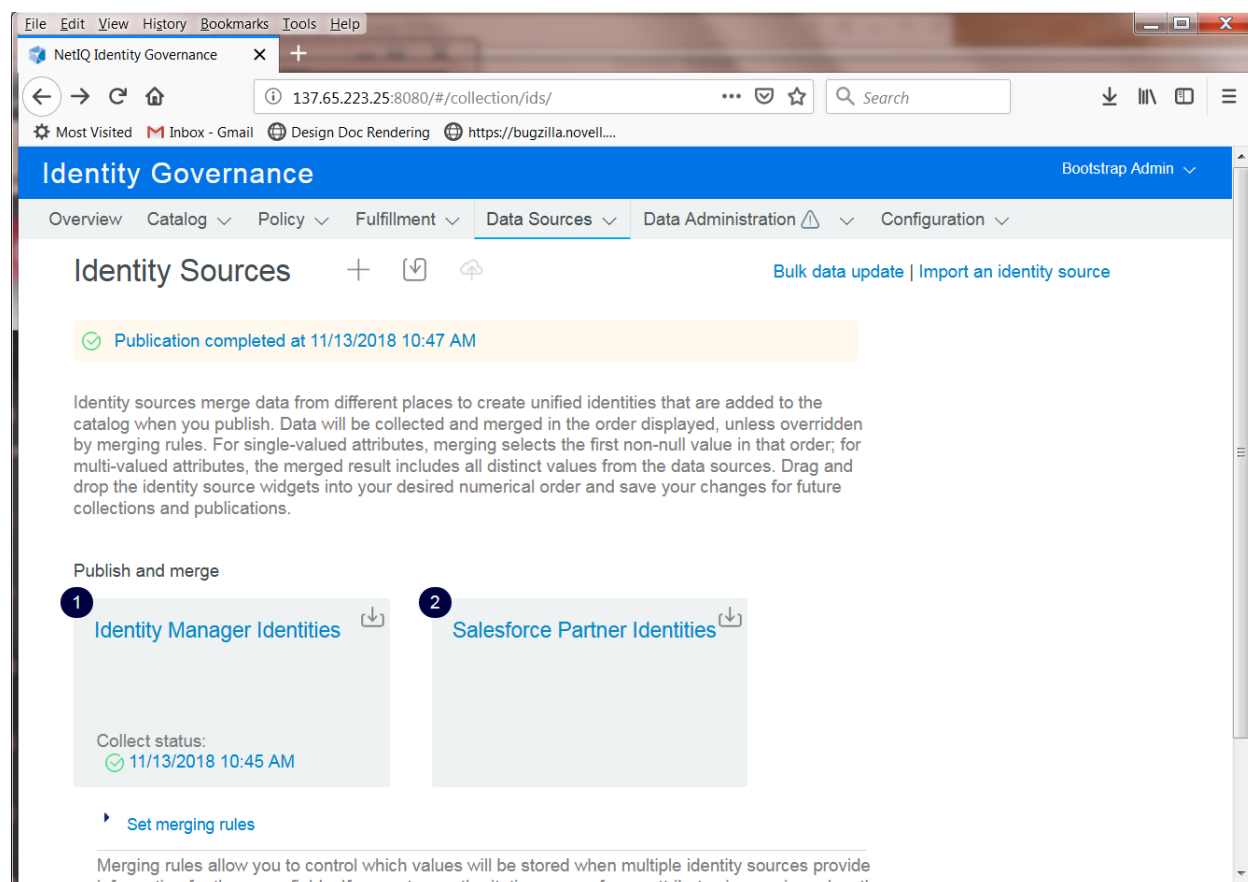 File Edit View History Bookmarks Tools Help
NetIQ Identity Governance
137.65.223.25:8080/#/collection/ids/ Search
Most Visited Inbox - Gmail Design Doc Rendering https://bugzilla.novell....
Identity Governance Bootstrap Admin
Overview Catalog Policy Fulfillment Data Sources Data Administration Configuration
Identity Sources Bulk data update | Import an identity source
Publication completed at 11/13/2018 10:47 AM
Identity sources merge data from different places to create unified identities that are added to the
catalog when you publish. Data will be collected and merged in the order displayed, unless overridden
by merging rules. For single-valued attributes, merging selects the first non-null value in that order; for
multi-valued attributes, the merged result includes all distinct values from the data sources. Drag and
drop the identity source widgets into your desired numerical order and save your changes for future
collections and publications.
Publish and merge
1 2
Identity Manager Identities Salesforce Partner Identities
Collect status:
11/13/2018 10:45 AM
Set merging rules
Merging rules allow you to control which values will be stored when multiple identity sources provide